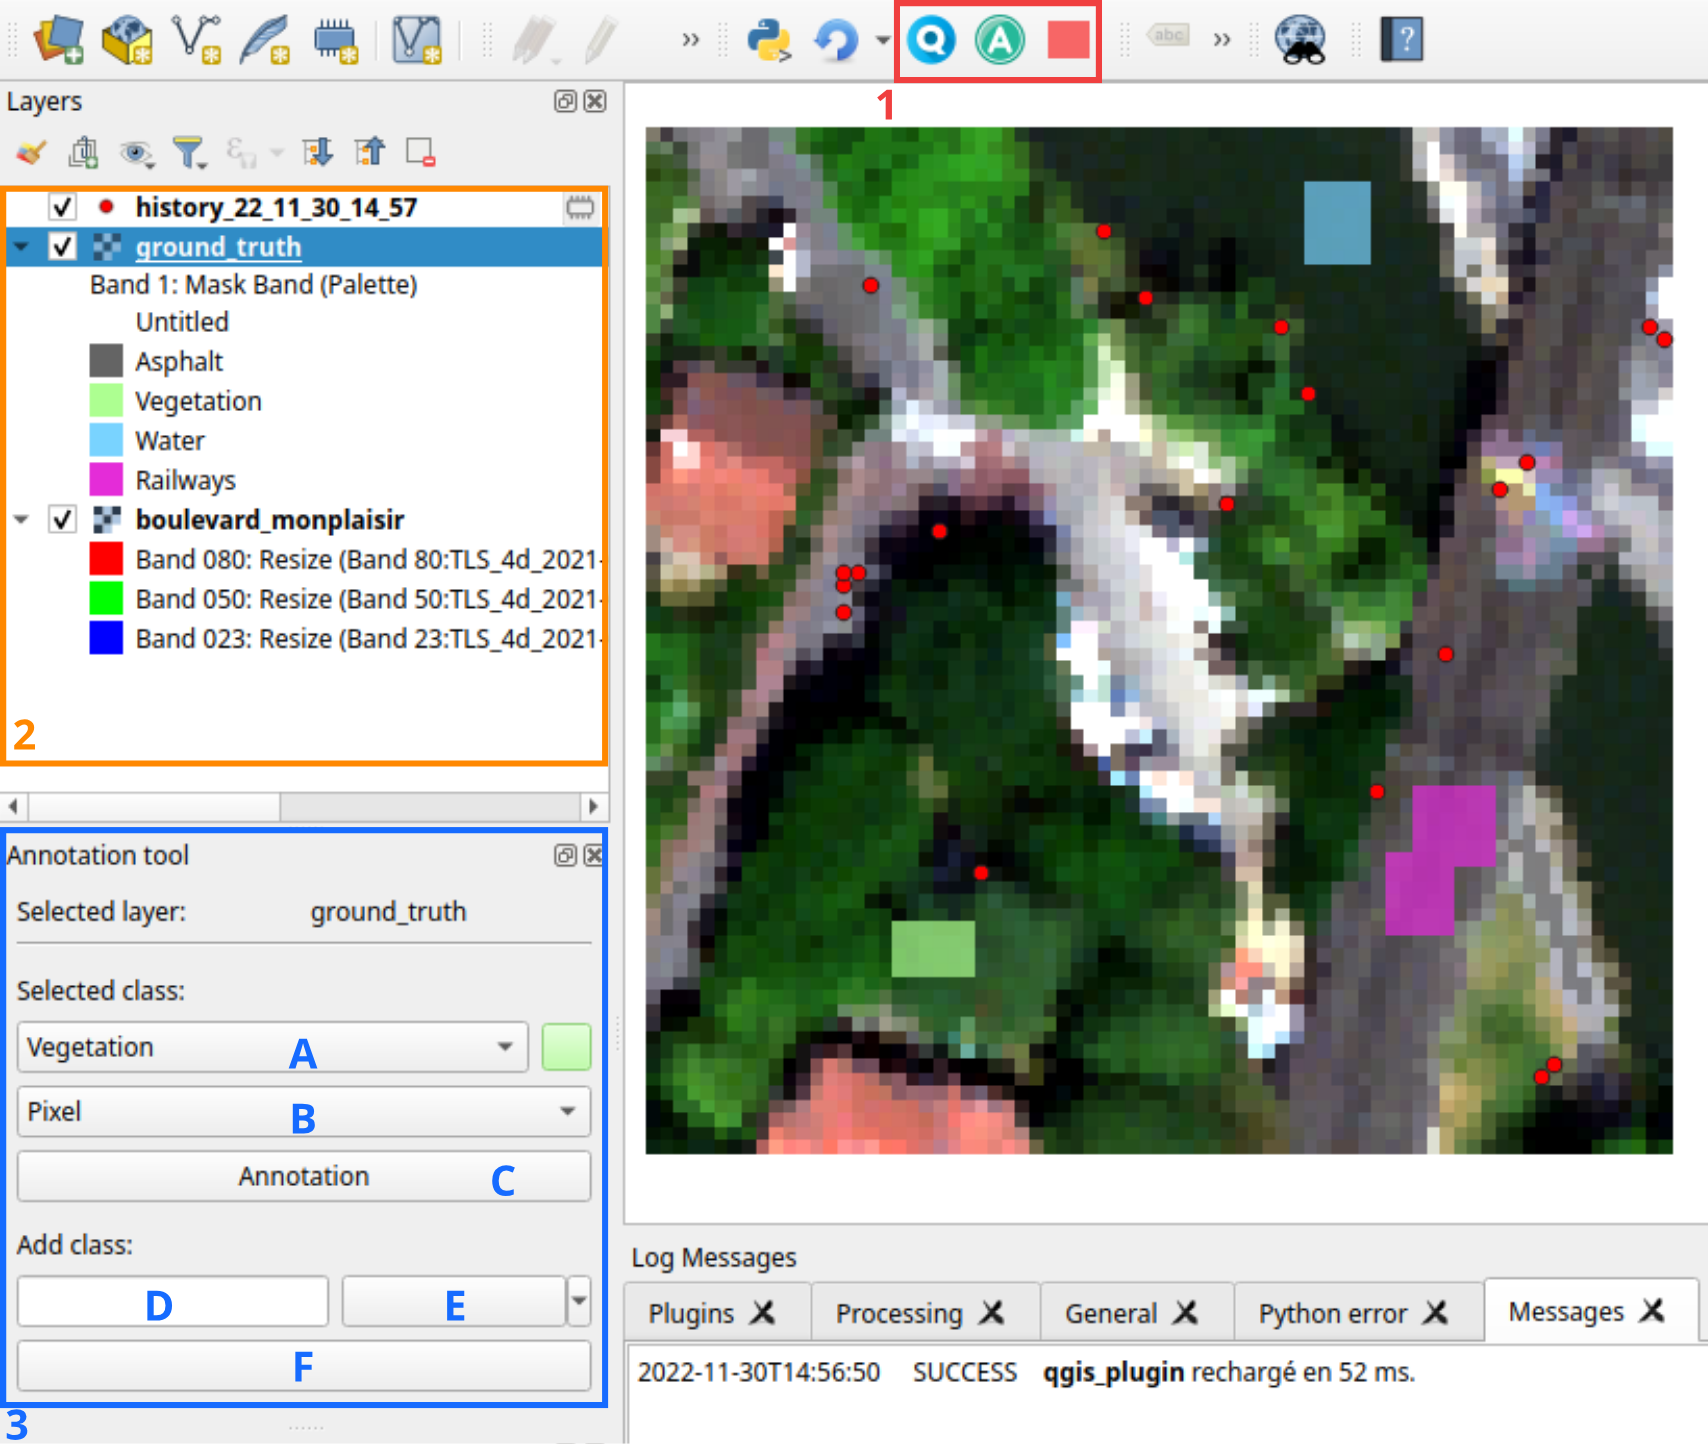 abc
1
Layers
history_22_11_30_14_57
ground_truth
Band 1: Mask Band (Palette)
Untitled
Asphalt
Vegetation
Water
Railways
boulevard_monplaisir
Band 080: Resize (Band 80:TLS_4d_2021-
Band 050: Resize (Band 50:TLS_4d_2021-
Band 023: Resize (Band 23:TLS_4d_2021-
2
Annotation tool
Selected layer: ground_truth
Selected class:
Vegetation A
Pixel B
Annotation C
Add class:
D E
F
3
Log Messages
Plugins Processing General Python error Messages
2022-11-30T14:56:50 SUCCESS qgis_plugin rechargé en 52 ms.